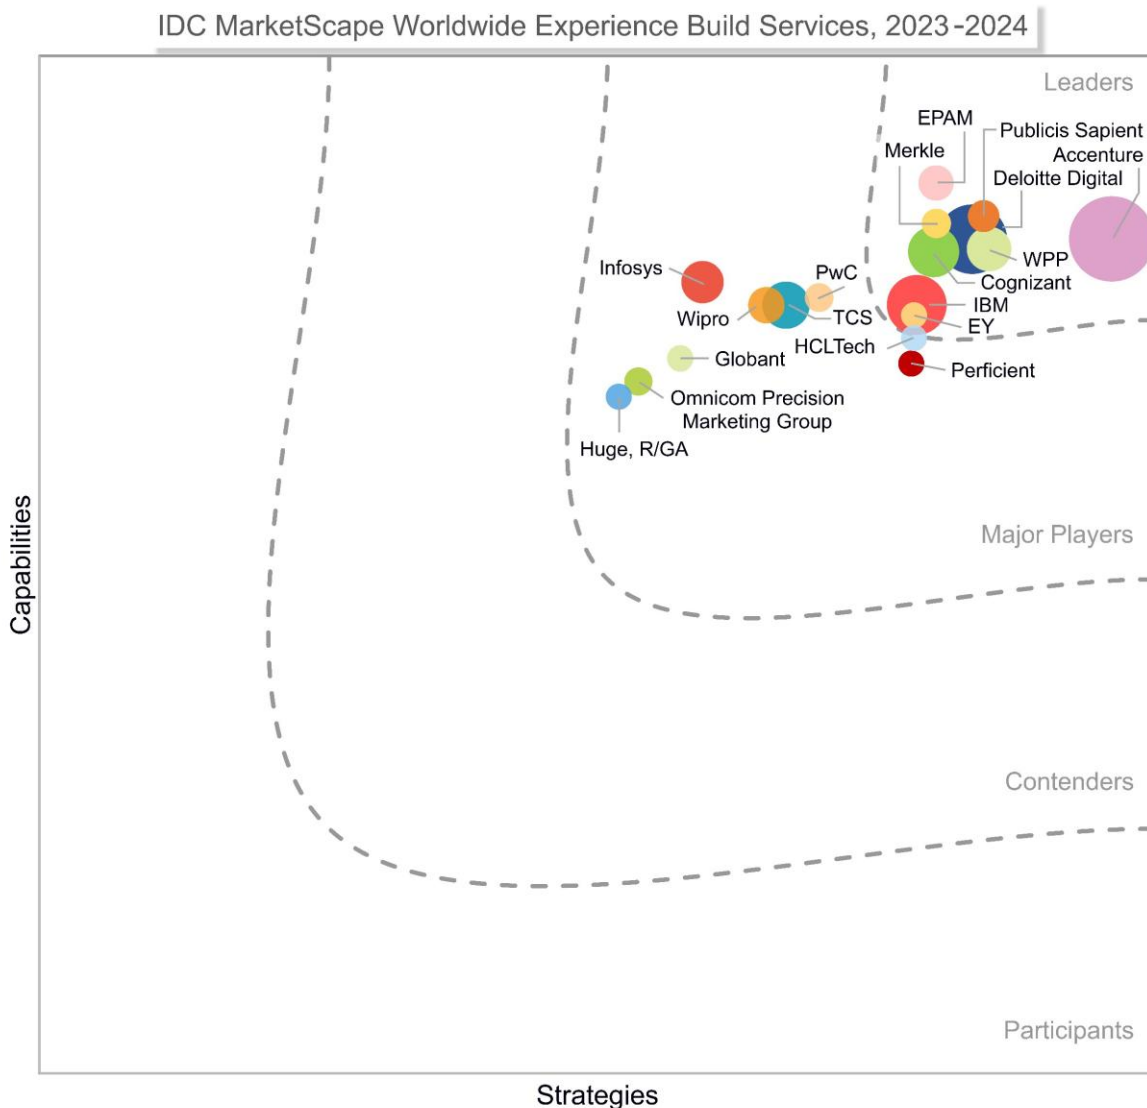 IDC MarketScape Worldwide Experience Build Services, 2023-2024
Leaders
EPAM
Publicis Sapient
Merkle
Accenture
Deloitte Digital
WPP
Infosys
PwC
Cognizant
IBM
Wipro
TCS
EY
HCLTech
Globant
Perficient
Omnicom Precision
Marketing Group
Huge, R/GA
Major Players
Capabilities
Contenders
Participants
Strategies